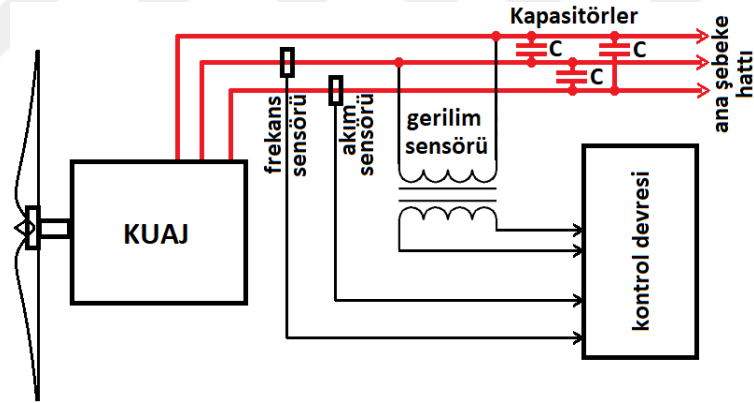 Kapasitörler
C
C
C
ana şebeke
hattı
frekans
sensörü
akım
sensörü
gerilim
sensörü
KUAJ
kontrol devresi